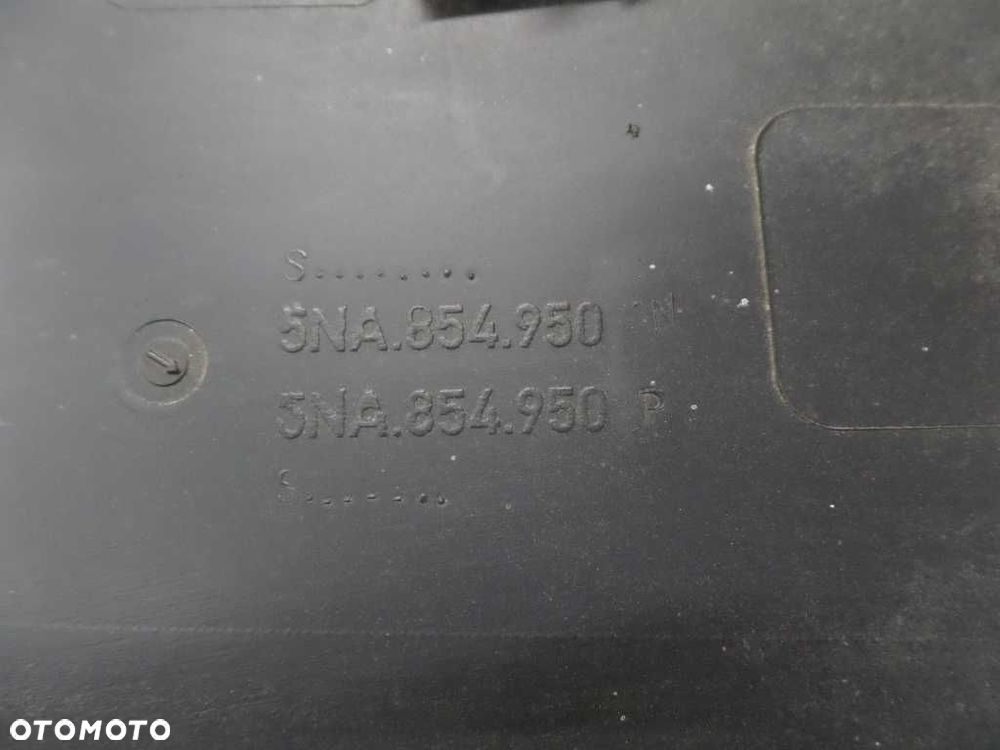 S........
5NA.854.950 N
5NA.854.950 P
S........
OTOMOTO